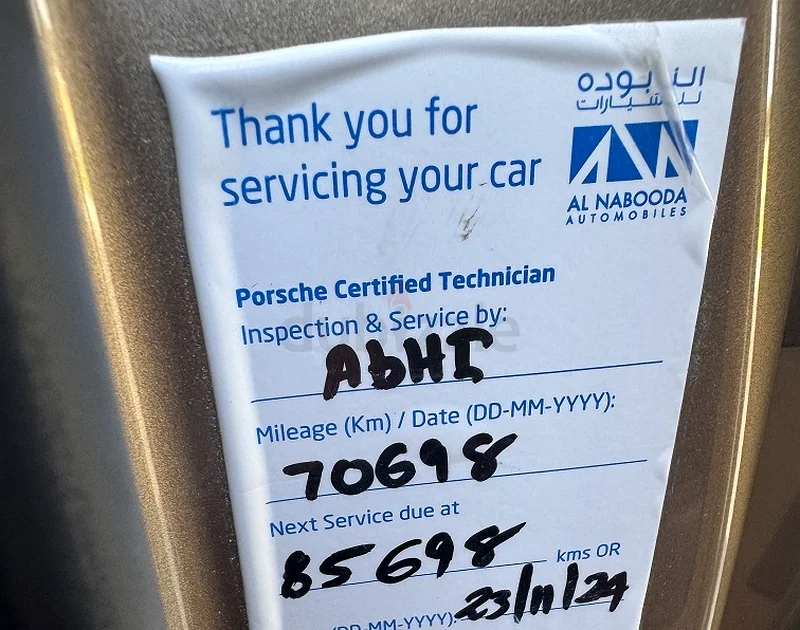 النابوده
للسيارات
AL NABOODA
AUTOMOBILES
Thank you for
servicing your car
Porsche Certified Technician
Inspection & Service by:
AbHI
Mileage (Km) / Date (DD-MM-YYYY):
70698
Next Service due at
85698 kms OR
(DD-MM-YYYY): 23/11/24